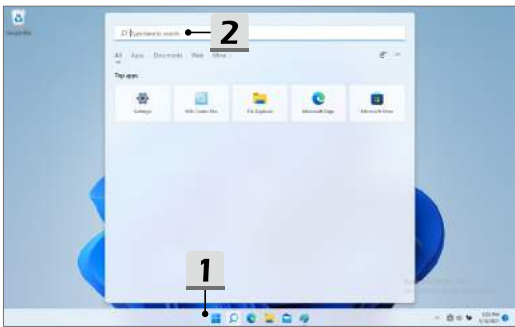 Type here to search
2
All Apps Documents Web More
Top apps
Settings
File Explorer
Microsoft Edge
Microsoft Store
1